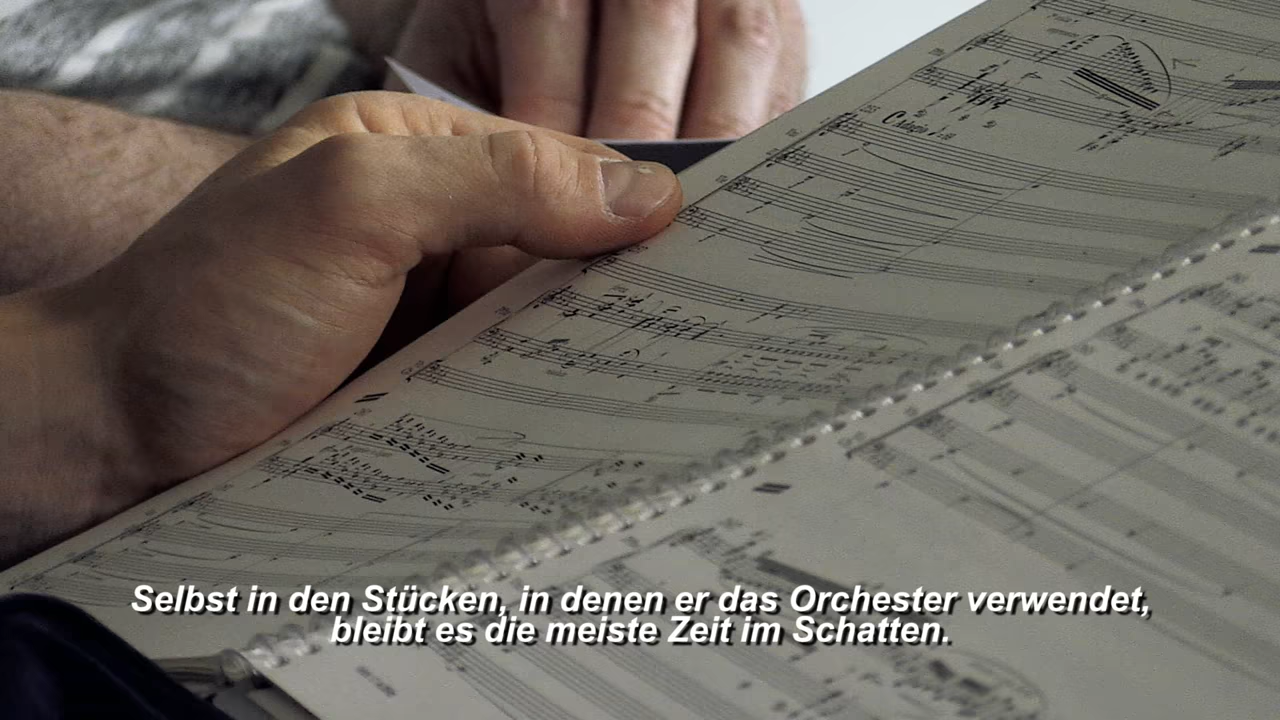 Selbst in den Stücken, in denen er das Orchester verwendet,
bleibt es die meiste Zeit im Schatten.